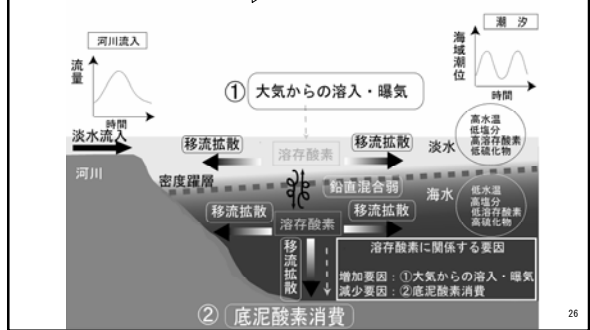 河川流入
流量
時間
潮 汐
海域潮位
時間
① 大気からの溶入・曝気
淡水流入
移流拡散
溶存酸素
移流拡散
淡水
高水温
低塩分
高溶存酸素
低硫化物
河川
密度躍層
鉛直混合弱
海水
低水温
高塩分
低溶存酸素
高硫化物
移流拡散
溶存酸素
移流拡散
移流拡散
溶存酸素に関係する要因
増加要因:①大気からの溶入・曝気
減少要因:②底泥酸素消費
② 底泥酸素消費
26